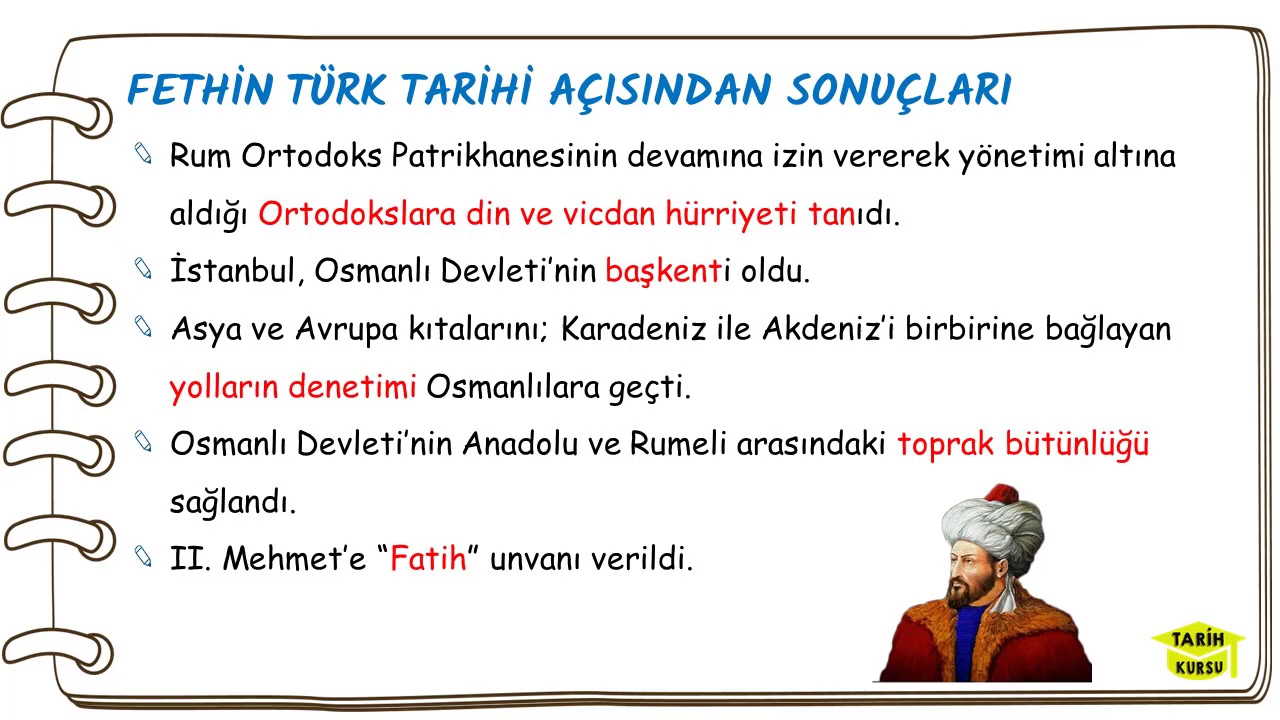 FETHİN TÜRK TARİHİ AÇISINDAN SONUÇLARI
Rum Ortodoks Patrikhanesinin devamına izin vererek yönetimi altına
aldığı Ortodokslara din ve vicdan hürriyeti tanıdı.
İstanbul, Osmanlı Devleti’nin başkenti oldu.
Asya ve Avrupa kıtalarını; Karadeniz ile Akdeniz’i birbirine bağlayan
yolların denetimi Osmanlılara geçti.
Osmanlı Devleti’nin Anadolu ve Rumeli arasındaki toprak bütünlüğü
sağlandı.
II. Mehmet’e “Fatih” unvanı verildi.
TARİH
KURSU